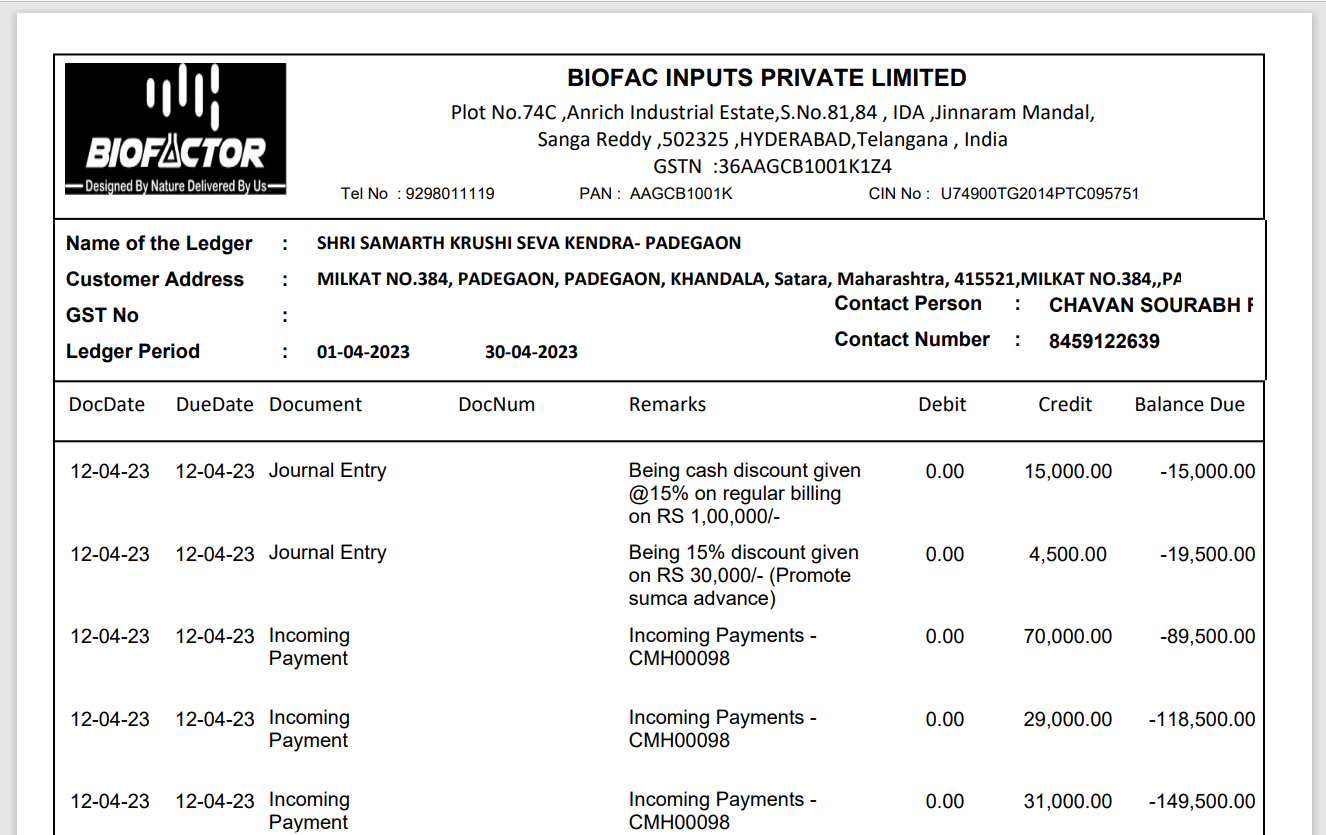 BIOFACTOR
Designed By Nature Delivered By Us
BIOFAC INPUTS PRIVATE LIMITED
Plot No.74C ,Anrich Industrial Estate,S.No.81,84 , IDA ,Jinnaram Mandal,
Sanga Reddy ,502325 ,HYDERABAD,Telangana , India
GSTN :36AAGCB1001K1Z4
Tel No : 9298011119 PAN : AAGCB1001K CIN No : U74900TG2014PTC095751
Name of the Ledger : SHRI SAMARTH KRUSHI SEVA KENDRA- PADEGAON
Customer Address : MILKAT NO.384, PADEGAON, PADEGAON, KHANDALA, Satara, Maharashtra, 415521,MILKAT NO.384,,PA
Contact Person : CHAVAN SOURABH
GST No :
Contact Number : 8459122639
Ledger Period : 01-04-2023 30-04-2023
DocDate DueDate Document DocNum Remarks Debit Credit Balance Due
12-04-23 12-04-23 Journal Entry Being cash discount given 0.00 15,000.00 -15,000.00
@15% on regular billing
on RS 1,00,000/-
12-04-23 12-04-23 Journal Entry Being 15% discount given 0.00 4,500.00 -19,500.00
on RS 30,000/- (Promote
sumca advance)
12-04-23 12-04-23 Incoming Incoming Payments - 0.00 70,000.00 -89,500.00
Payment CMH00098
12-04-23 12-04-23 Incoming Incoming Payments - 0.00 29,000.00 -118,500.00
Payment CMH00098
12-04-23 12-04-23 Incoming Incoming Payments - 0.00 31,000.00 -149,500.00
Payment CMH00098